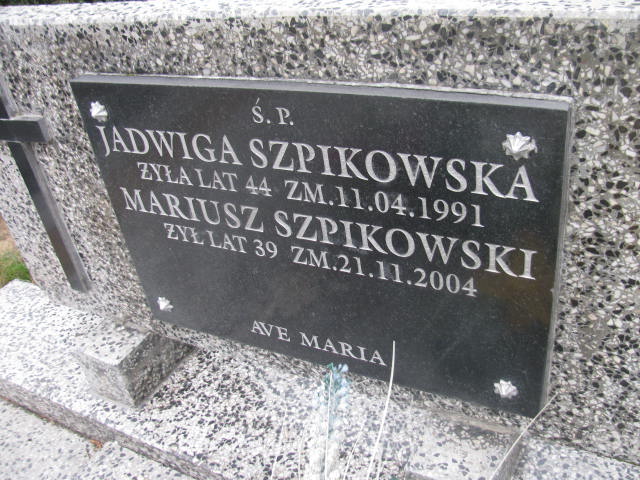 Ś. P.
JADWIGA SZPIKOWSKA
ŻYŁA LAT 44 ZM.11.04.1991
MARIUSZ SZPIKOWSKI
ŻYŁ LAT 39 ZM.21.11.2004
AVE MARIA